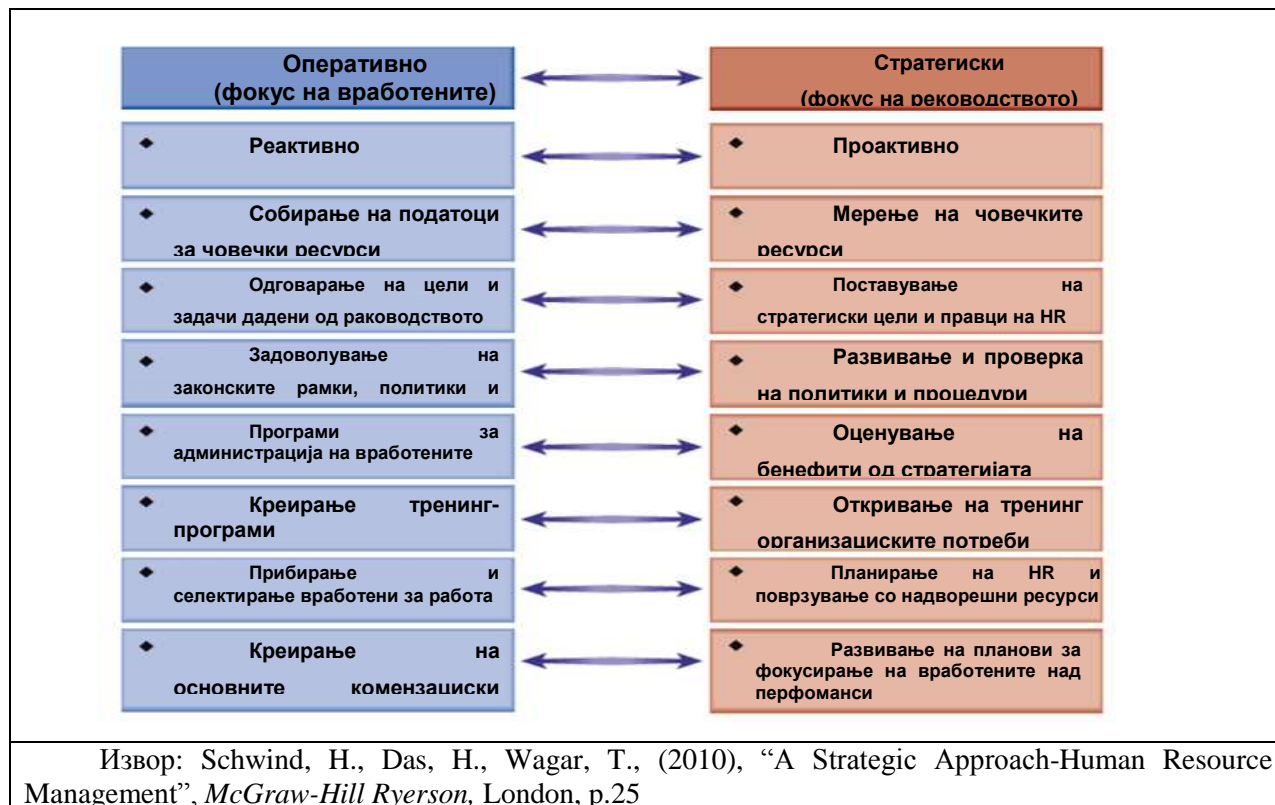 Оперативно
(фокус на вработените)
Стратегиски
(фокус на реководството)
Реактивно
Проактивно
Собирање на податоци
за човечки ресурси
Мерење на човечките
ресурси
Одговарање на цели и
задачи дадени од раководството
Поставување на
стратегиски цели и правци на HR
Задоволување на
законските рамки, политики и
Развивање и проверка
на политики и процедури
Програми за
администрација на вработените
Оценување на
бенефити од стратегијата
Креирање тренинг-
програми
Откривање на тренинг
организациските потреби
Прибирање и
селектирање вработени за работа
Планирање на HR и
поврзување со надворешни ресурси
Креирање на
основните комензациски
Развивање на планови за
фокусирање на вработените над
перфоманси
Извор: Schwind, H., Das, H., Wagar, T., (2010), “A Strategic Approach-Human Resource
Management”, McGraw-Hill Ryerson, London, p.25